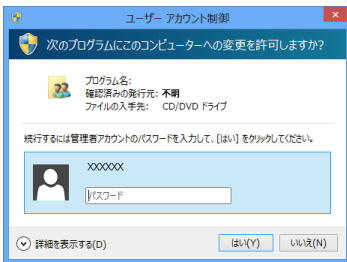 ユーザー アカウント制御
次のプログラムにこのコンピューターへの変更を許可しますか?
プログラム名:
確認済みの発行元: 不明
ファイルの入手先: CD/DVD ドライブ
続行するには管理者アカウントのパスワードを入力して、[はい] をクリックしてください。
XXXXXX
パスワード
詳細を表示する(D)
はい(Y)
いいえ(N)